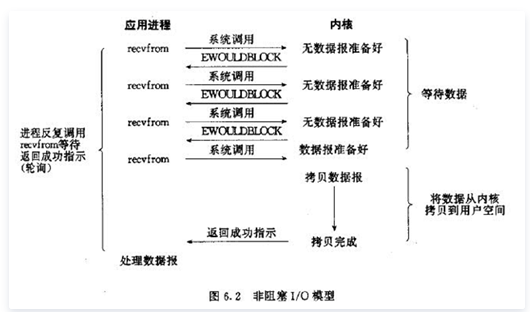 应用进程 内核
recvfrom 系统调用 无数据报准备好
EWOULDBLOCK
recvfrom 系统调用 无数据报准备好
EWOULDBLOCK
recvfrom 系统调用 无数据报准备好
EWOULDBLOCK
recvfrom 系统调用 数据报准备好
等待数据
进程反复调用
recvfrom等待
返回成功指示
(轮询)
拷贝数据报
将数据从内核
拷贝到用户空间
返回成功指示 拷贝完成
处理数据报
图 6.2 非阻塞 I/O 模型